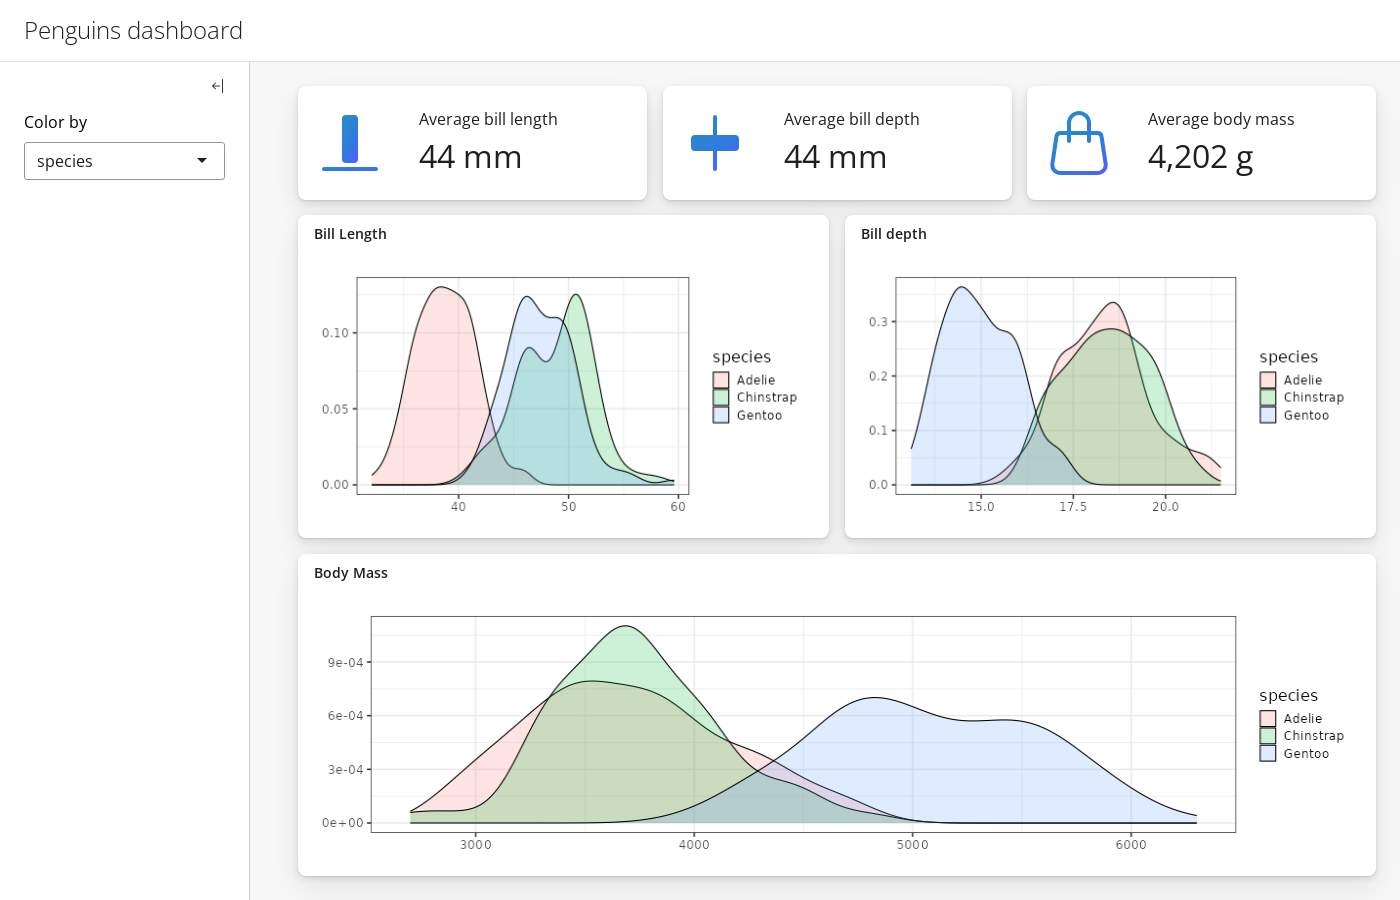 Penguins dashboard
Color by
species
Average bill length
44 mm
Average bill depth
44 mm
Average body mass
4,202 g
Bill Length
0.10
0.05
0.00
40 50 60
species
Adelie
Chinstrap
Gentoo
Bill depth
0.3
0.2
0.1
0.0
15.0 17.5 20.0
species
Adelie
Chinstrap
Gentoo
Body Mass
9e-04
6e-04
3e-04
0e+00
3000 4000 5000 6000
species
Adelie
Chinstrap
Gentoo